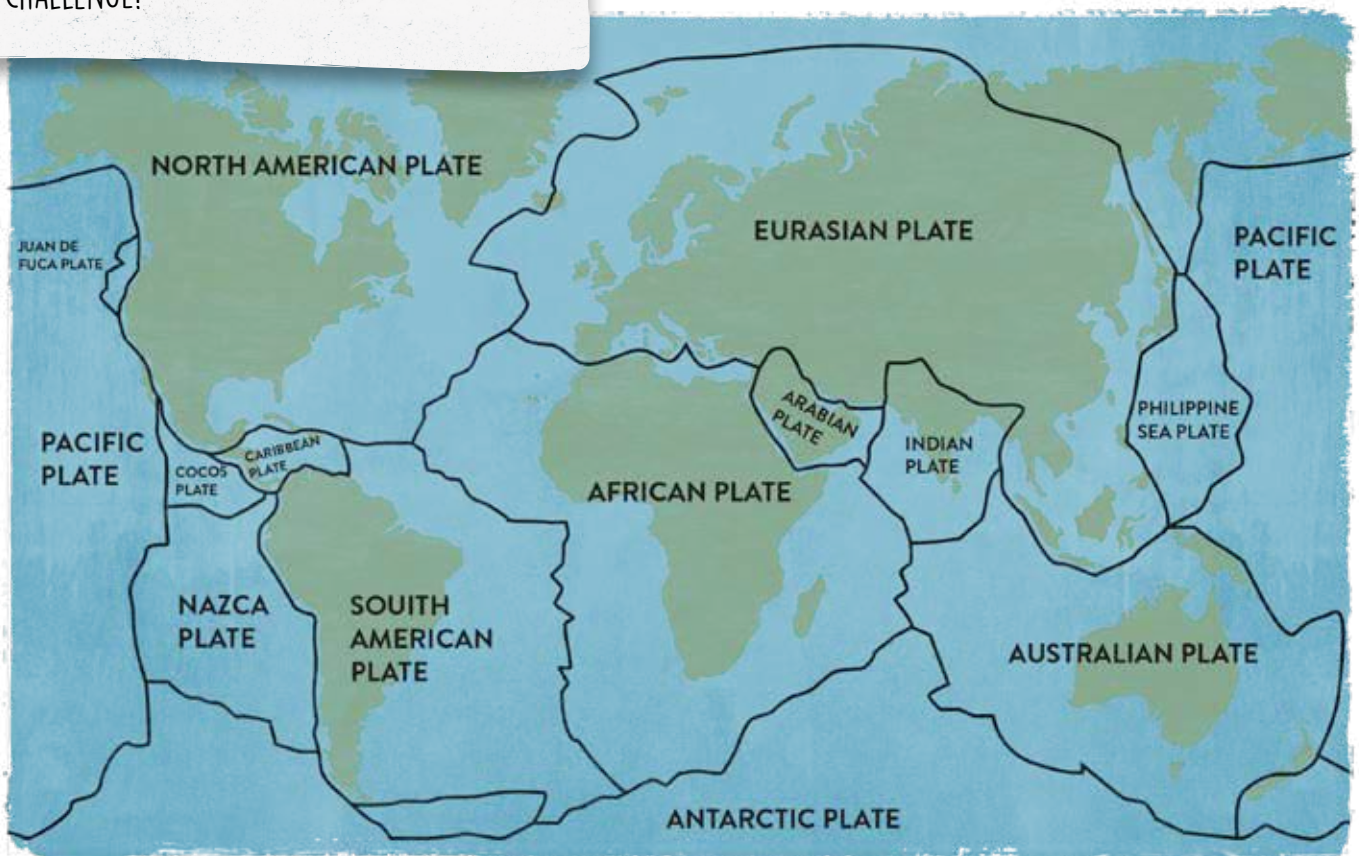 CHALLENGE!
NORTH AMERICAN PLATE
EURASIAN PLATE
JUAN DE
FUCA PLATE
PACIFIC
PLATE
PACIFIC
PLATE
COCOS
PLATE
CARIBBEAN
PLATE
ARABIAN
PLATE
INDIAN
PLATE
PHILIPPINE
SEA PLATE
AFRICAN PLATE
NAZCA
PLATE
SOUITH
AMERICAN
PLATE
AUSTRALIAN PLATE
ANTARCTIC PLATE